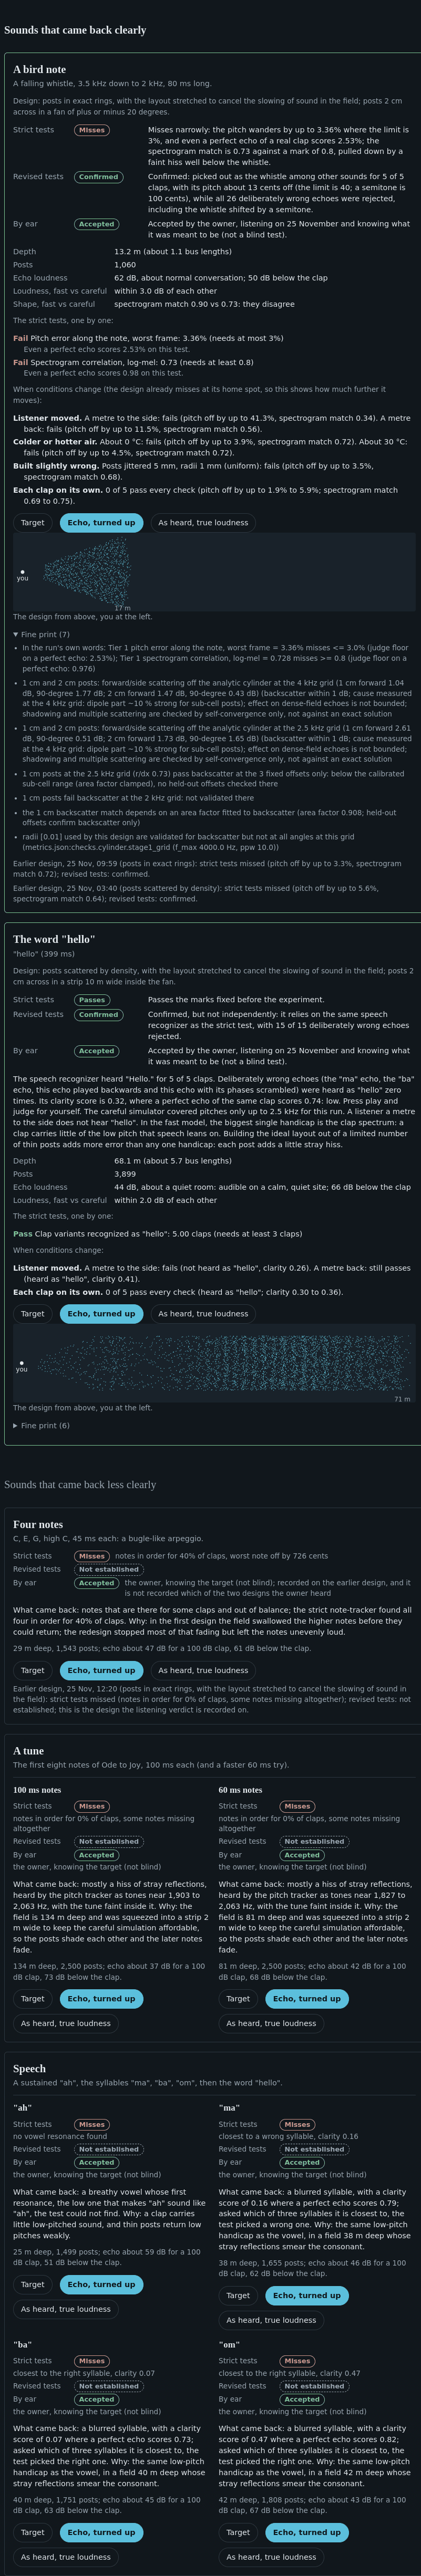 Sounds that came back clearly
A bird note
A falling whistle, 3.5 kHz down to 2 kHz, 80 ms long.
Design: posts in exact rings, with the layout stretched to cancel the slowing of sound in the field; posts 2 cm
across in a fan of plus or minus 20 degrees.
Strict tests Misses Misses narrowly: the pitch wanders by up to 3.36% where the limit is
3%, and even a perfect echo of a real clap scores 2.53%; the
spectrogram match is 0.73 against a mark of 0.8, pulled down by a
faint hiss well below the whistle.
Revised tests Confirmed Confirmed: picked out as the whistle among other sounds for 5 of 5
claps, with its pitch about 13 cents off (the limit is 40; a semitone is
100 cents), while all 26 deliberately wrong echoes were rejected,
including the whistle shifted by a semitone.
By ear Accepted Accepted by the owner, listening on 25 November and knowing what
it was meant to be (not a blind test).
Depth 13.2 m (about 1.1 bus lengths)
Posts 1,060
Echo loudness 62 dB, about normal conversation; 50 dB below the clap
Loudness, fast vs careful within 3.0 dB of each other
Shape, fast vs careful spectrogram match 0.90 vs 0.73: they disagree
The strict tests, one by one:
Fail Pitch error along the note, worst frame: 3.36% (needs at most 3%)
Even a perfect echo scores 2.53% on this test.
Fail Spectrogram correlation, log-mel: 0.73 (needs at least 0.8)
Even a perfect echo scores 0.98 on this test.
When conditions change (the design already misses at its home spot, so this shows how much further it
moves):
Listener moved. A metre to the side: fails (pitch off by up to 41.3%, spectrogram match 0.34). A metre
back: fails (pitch off by up to 11.5%, spectrogram match 0.56).
Colder or hotter air. About 0 °C: fails (pitch off by up to 3.9%, spectrogram match 0.72). About 30 °C:
fails (pitch off by up to 4.5%, spectrogram match 0.72).
Built slightly wrong. Posts jittered 5 mm, radii 1 mm (uniform): fails (pitch off by up to 3.5%,
spectrogram match 0.68).
Each clap on its own. 0 of 5 pass every check (pitch off by up to 1.9% to 5.9%; spectrogram match
0.69 to 0.75).
Target Echo, turned up As heard, true loudness
you
17 m
The design from above, you at the left.
▼ Fine print (7)
• In the run's own words: Tier 1 pitch error along the note, worst frame = 3.36% misses <= 3.0% (judge floor
on a perfect echo: 2.53%); Tier 1 spectrogram correlation, log-mel = 0.728 misses >= 0.8 (judge floor on a
perfect echo: 0.976)
• 1 cm and 2 cm posts: forward/side scattering off the analytic cylinder at the 4 kHz grid (1 cm forward 1.04
dB, 90-degree 1.77 dB; 2 cm forward 1.47 dB, 90-degree 0.43 dB) (backscatter within 1 dB; cause measured
at the 4 kHz grid: dipole part ~10 % strong for sub-cell posts); effect on dense-field echoes is not bounded;
shadowing and multiple scattering are checked by self-convergence only, not against an exact solution
• 1 cm and 2 cm posts: forward/side scattering off the analytic cylinder at the 2.5 kHz grid (1 cm forward 2.61
dB, 90-degree 0.51 dB; 2 cm forward 1.73 dB, 90-degree 1.65 dB) (backscatter within 1 dB; cause measured
at the 4 kHz grid: dipole part ~10 % strong for sub-cell posts); effect on dense-field echoes is not bounded;
shadowing and multiple scattering are checked by self-convergence only, not against an exact solution
• 1 cm posts at the 2.5 kHz grid (r/dx 0.73) pass backscatter at the 3 fixed offsets only: below the calibrated
sub-cell range (area factor clamped), no held-out offsets checked there
• 1 cm posts fail backscatter at the 2 kHz grid: not validated there
• the 1 cm backscatter match depends on an area factor fitted to backscatter (area factor 0.908; held-out
offsets confirm backscatter only)
• radii [0.01] used by this design are validated for backscatter but not at all angles at this grid
(metrics.json:checks.cylinder.stage1_grid (f_max 4000.0 Hz, ppw 10.0))
Earlier design, 25 Nov, 09:59 (posts in exact rings): strict tests missed (pitch off by up to 3.3%, spectrogram
match 0.72); revised tests: confirmed.
Earlier design, 25 Nov, 03:40 (posts scattered by density): strict tests missed (pitch off by up to 5.6%,
spectrogram match 0.64); revised tests: confirmed.
The word "hello"
"hello" (399 ms)
Design: posts scattered by density, with the layout stretched to cancel the slowing of sound in the field; posts 2
cm across in a strip 10 m wide inside the fan.
Strict tests Passes Passes the marks fixed before the experiment.
Revised tests Confirmed Confirmed, but not independently: it relies on the same speech
recognizer as the strict test, with 15 of 15 deliberately wrong echoes
rejected.
By ear Accepted Accepted by the owner, listening on 25 November and knowing what
it was meant to be (not a blind test).
The speech recognizer heard "Hello." for 5 of 5 claps. Deliberately wrong echoes (the "ma" echo, the "ba"
echo, this echo played backwards and this echo with its phases scrambled) were heard as "hello" zero
times. Its clarity score is 0.32, where a perfect echo of the same clap scores 0.74: low. Press play and
judge for yourself. The careful simulator covered pitches only up to 2.5 kHz for this run. A listener a metre
to the side does not hear "hello". In the fast model, the biggest single handicap is the clap spectrum: a
clap carries little of the low pitch that speech leans on. Building the ideal layout out of a limited number
of thin posts adds more error than any one handicap: each post adds a little stray hiss.
Depth 68.1 m (about 5.7 bus lengths)
Posts 3,899
Echo loudness 44 dB, about a quiet room: audible on a calm, quiet site; 66 dB below the clap
Loudness, fast vs careful within 2.0 dB of each other
The strict tests, one by one:
Pass Clap variants recognized as "hello": 5.00 claps (needs at least 3 claps)
When conditions change:
Listener moved. A metre to the side: fails (not heard as "hello", clarity 0.26). A metre back: still passes
(heard as "hello", clarity 0.41).
Each clap on its own. 0 of 5 pass every check (heard as "hello"; clarity 0.30 to 0.36).
Target Echo, turned up As heard, true loudness
you
71 m
The design from above, you at the left.
▶ Fine print (6)
Sounds that came back less clearly
Four notes
C, E, G, high C, 45 ms each: a bugle-like arpeggio.
Strict tests Misses notes in order for 40% of claps, worst note off by 726 cents
Revised tests Not established
By ear Accepted the owner, knowing the target (not blind); recorded on the earlier design, and it
is not recorded which of the two designs the owner heard
What came back: notes that are there for some claps and out of balance; the strict note-tracker found all
four in order for 40% of claps. Why: in the first design the field swallowed the higher notes before they
could return; the redesign stopped most of that fading but left the notes unevenly loud.
29 m deep, 1,543 posts; echo about 47 dB for a 100 dB clap, 61 dB below the clap.
Target Echo, turned up As heard, true loudness
Earlier design, 25 Nov, 12:20 (posts in exact rings, with the layout stretched to cancel the slowing of sound in
the field): strict tests missed (notes in order for 0% of claps, some notes missing altogether); revised tests: not
established; this is the design the listening verdict is recorded on.
A tune
The first eight notes of Ode to Joy, 100 ms each (and a faster 60 ms try).
100 ms notes
Strict tests Misses
notes in order for 0% of claps, some notes missing
altogether
Revised tests Not established
By ear Accepted
the owner, knowing the target (not blind)
What came back: mostly a hiss of stray reflections,
heard by the pitch tracker as tones near 1,903 to
2,063 Hz, with the tune faint inside it. Why: the
field is 134 m deep and was squeezed into a strip 2
m wide to keep the careful simulation affordable,
so the posts shade each other and the later notes
fade.
134 m deep, 2,500 posts; echo about 37 dB for a 100
dB clap, 73 dB below the clap.
Target Echo, turned up
As heard, true loudness
60 ms notes
Strict tests Misses
notes in order for 0% of claps, some notes missing
altogether
Revised tests Not established
By ear Accepted
the owner, knowing the target (not blind)
What came back: mostly a hiss of stray reflections,
heard by the pitch tracker as tones near 1,827 to
2,063 Hz, with the tune faint inside it. Why: the
field is 81 m deep and was squeezed into a strip 2
m wide to keep the careful simulation affordable,
so the posts shade each other and the later notes
fade.
81 m deep, 2,500 posts; echo about 42 dB for a 100
dB clap, 68 dB below the clap.
Target Echo, turned up
As heard, true loudness
Speech
A sustained "ah", the syllables "ma", "ba", "om", then the word "hello".
"ah"
Strict tests Misses
no vowel resonance found
Revised tests Not established
By ear Accepted
the owner, knowing the target (not blind)
What came back: a breathy vowel whose first
resonance, the low one that makes "ah" sound like
"ah", the test could not find. Why: a clap carries
little low-pitched sound, and thin posts return low
pitches weakly.
25 m deep, 1,499 posts; echo about 59 dB for a 100
dB clap, 51 dB below the clap.
Target Echo, turned up
As heard, true loudness
"ma"
Strict tests Misses
closest to a wrong syllable, clarity 0.16
Revised tests Not established
By ear Accepted
the owner, knowing the target (not blind)
What came back: a blurred syllable, with a clarity
score of 0.16 where a perfect echo scores 0.79;
asked which of three syllables it is closest to, the
test picked a wrong one. Why: the same low-pitch
handicap as the vowel, in a field 38 m deep whose
stray reflections smear the consonant.
38 m deep, 1,655 posts; echo about 46 dB for a 100
dB clap, 62 dB below the clap.
Target Echo, turned up
As heard, true loudness
"ba"
Strict tests Misses
closest to the right syllable, clarity 0.07
Revised tests Not established
By ear Accepted
the owner, knowing the target (not blind)
What came back: a blurred syllable, with a clarity
score of 0.07 where a perfect echo scores 0.73;
asked which of three syllables it is closest to, the
test picked the right one. Why: the same low-pitch
handicap as the vowel, in a field 40 m deep whose
stray reflections smear the consonant.
40 m deep, 1,751 posts; echo about 45 dB for a 100
dB clap, 63 dB below the clap.
Target Echo, turned up
As heard, true loudness
"om"
Strict tests Misses
closest to the right syllable, clarity 0.47
Revised tests Not established
By ear Accepted
the owner, knowing the target (not blind)
What came back: a blurred syllable, with a clarity
score of 0.47 where a perfect echo scores 0.82;
asked which of three syllables it is closest to, the
test picked the right one. Why: the same low-pitch
handicap as the vowel, in a field 42 m deep whose
stray reflections smear the consonant.
42 m deep, 1,808 posts; echo about 43 dB for a 100
dB clap, 67 dB below the clap.
Target Echo, turned up
As heard, true loudness